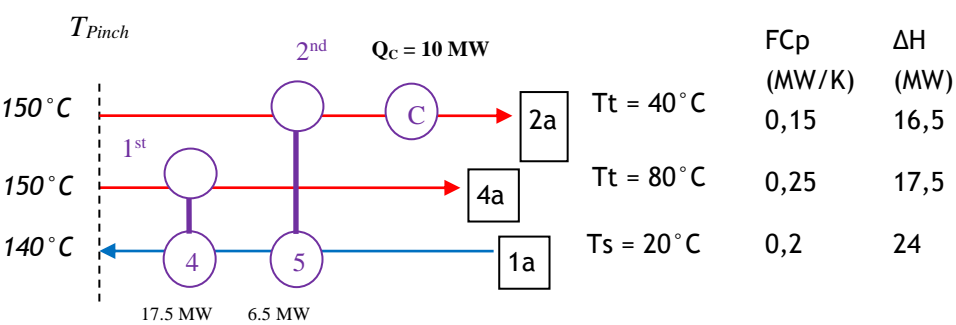 T Pinch
2nd
QC = 10 MW
FCp
ΔH
(MW/K)
(MW)
150°C
C
2a
Tt = 40°C
0,15
16,5
1st
150°C
4a
Tt = 80°C
0,25
17,5
140°C
4
5
1a
Ts = 20°C
0,2
24
17.5 MW
6.5 MW